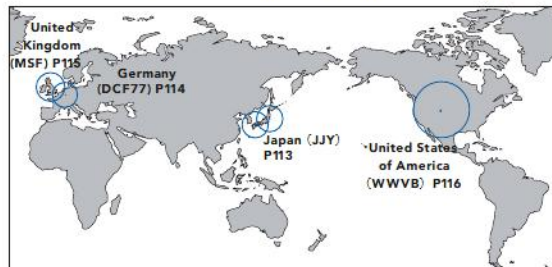 United
Kingdom
(MSF) P115
Germany
(DCF77) P114
Japan (JJY)
P113
United States
of America
(WWVB) P116